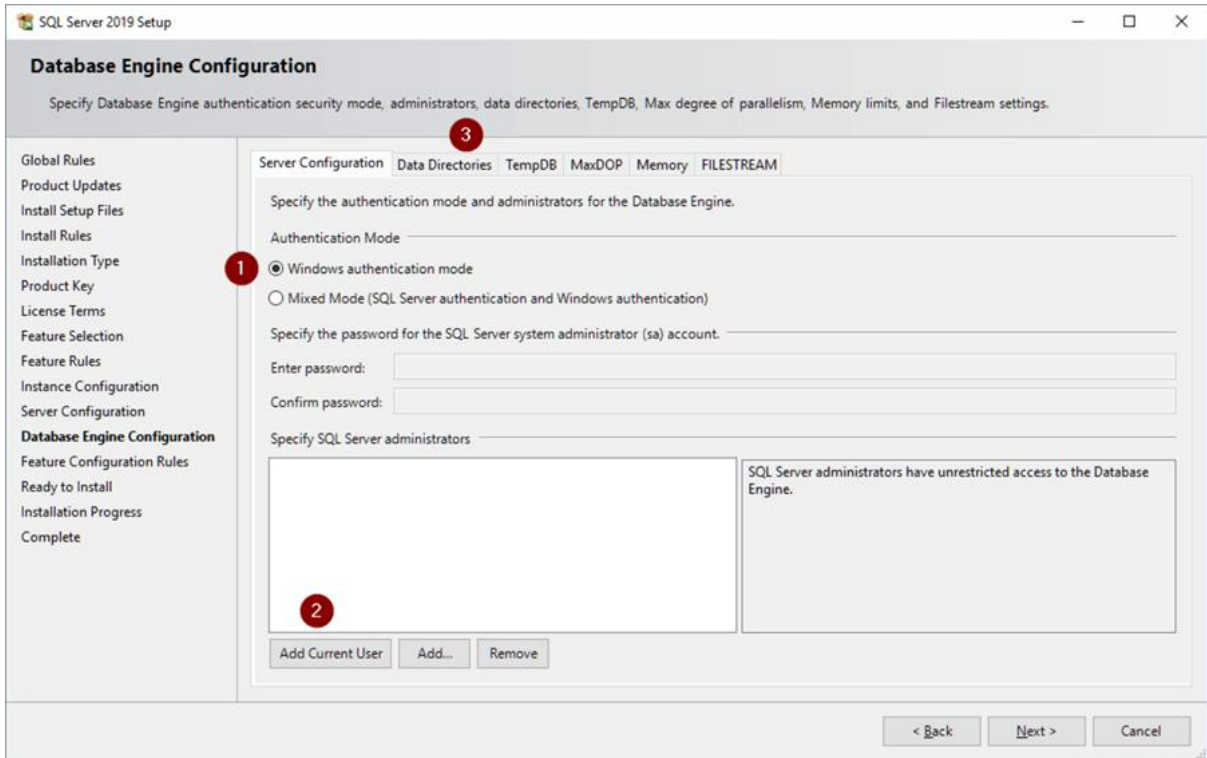 SQL Server 2019 Setup
Database Engine Configuration
Specify Database Engine authentication security mode, administrators, data directories, TempDB, Max degree of parallelism, Memory limits, and Filestream settings.
3
Global Rules
Product Updates
Install Setup Files
Install Rules
Installation Type
Product Key
License Terms
Feature Selection
Feature Rules
Instance Configuration
Server Configuration
Database Engine Configuration
Feature Configuration Rules
Ready to Install
Installation Progress
Complete
Server Configuration Data Directories TempDB MaxDOP Memory FILESTREAM
Specify the authentication mode and administrators for the Database Engine.
Authentication Mode
1
Windows authentication mode
Mixed Mode (SQL Server authentication and Windows authentication)
Specify the password for the SQL Server system administrator (sa) account.
Enter password:
Confirm password:
Specify SQL Server administrators
SQL Server administrators have unrestricted access to the Database
Engine.
2
Add Current User Add... Remove
< Back Next > Cancel